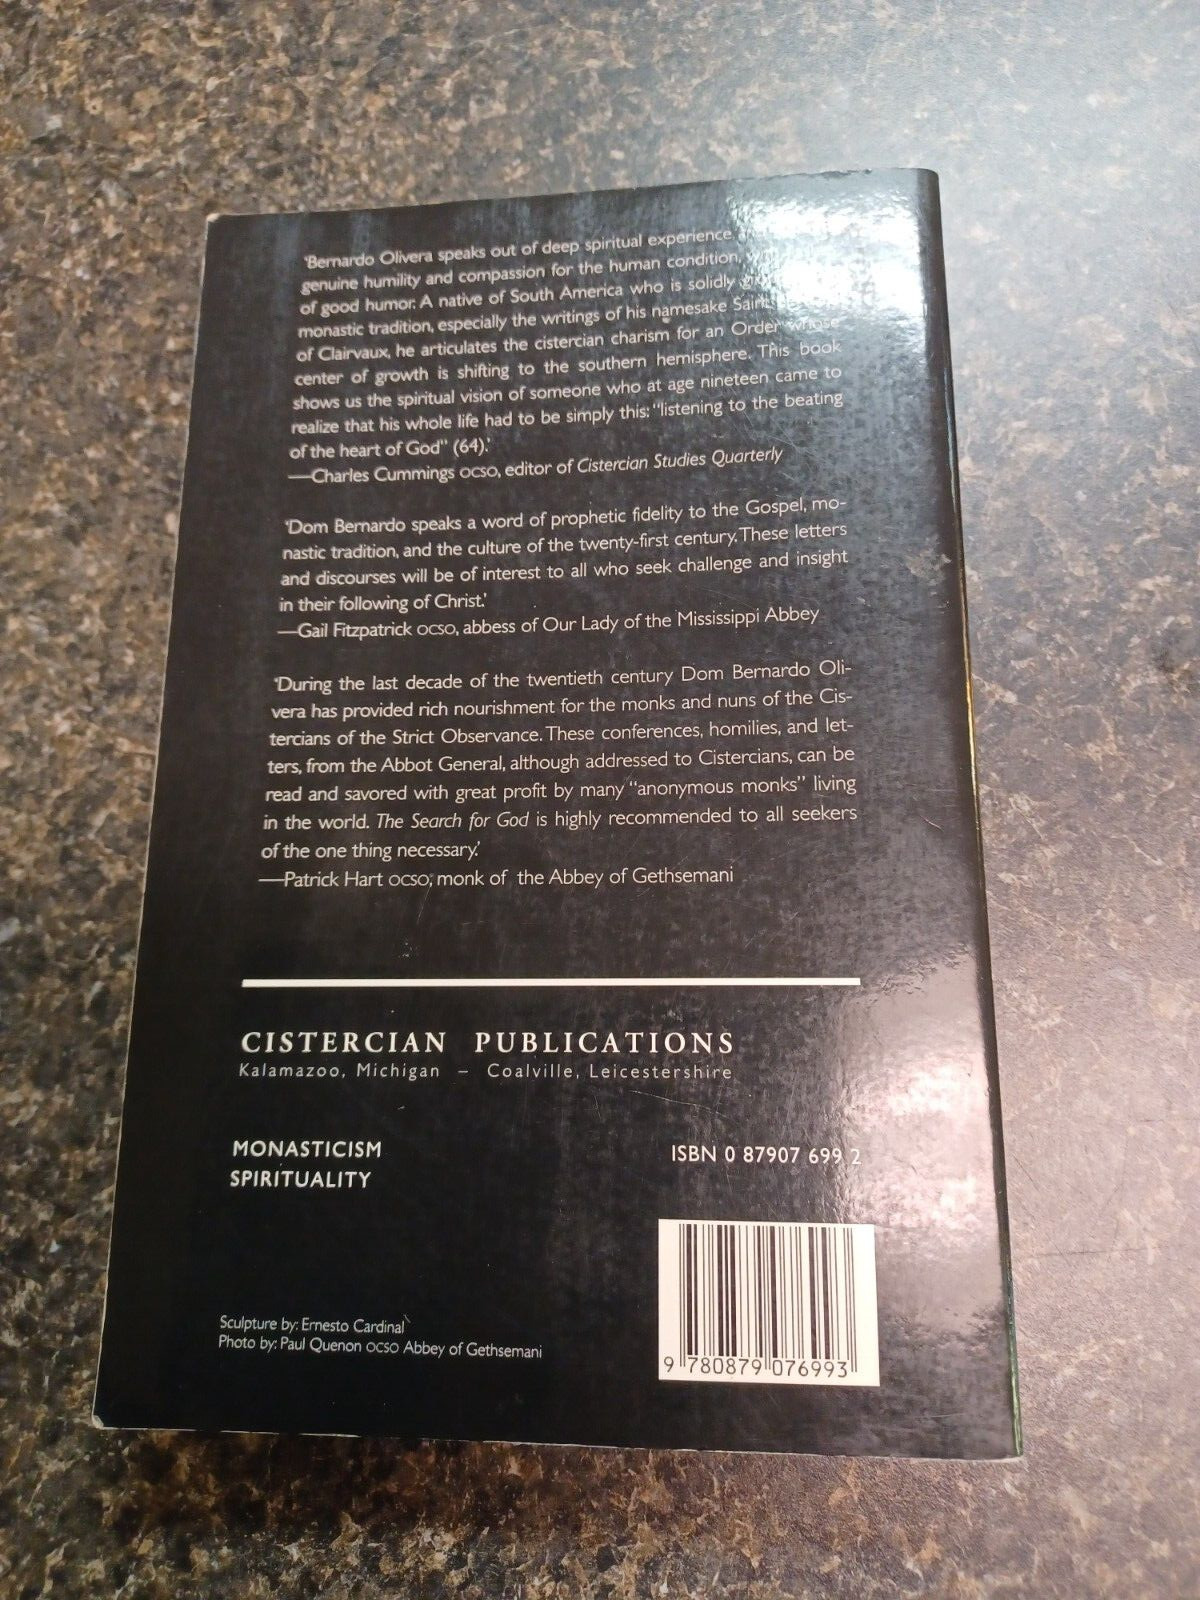 'Bernardo Olivera speaks out of deep spiritual experience
genuine humility and compassion for the human condition,
of good humor. A native of South America who is solidly
monastic tradition, especially the writings of his namesake Saint
of Clairvaux, he articulates the cistercian charism for an Order whose
center of growth is shifting to the southern hemisphere. This book
shows us the spiritual vision of someone who at age nineteen came to
realize that his whole life had to be simply this: "listening to the beating
of the heart of God" (64).'
—Charles Cummings OCSO, editor of Cistercian Studies Quarterly
'Dom Bernardo speaks a word of prophetic fidelity to the Gospel, mo-
nastic tradition, and the culture of the twenty-first century. These letters
and discourses will be of interest to all who seek challenge and insight
in their following of Christ.'
—Gail Fitzpatrick OCSO, abbess of Our Lady of the Mississippi Abbey
'During the last decade of the twentieth century Dom Bernardo Oli-
vera has provided rich nourishment for the monks and nuns of the Cis-
tercians of the Strict Observance. These conferences, homilies, and let-
ters, from the Abbot General, although addressed to Cistercians, can be
read and savored with great profit by many "anonymous monks" living
in the world. The Search for God is highly recommended to all seekers
of the one thing necessary.'
—Patrick Hart OCSO, monk of the Abbey of Gethsemani
CISTERCIAN PUBLICATIONS
Kalamazoo, Michigan – Coalville, Leicestershire
MONASTICISM
SPIRITUALITY
ISBN 0 87907 699 2
Sculpture by: Ernesto Cardinal
Photo by: Paul Quenon OCSO Abbey of Gethsemani
9 780879 076993